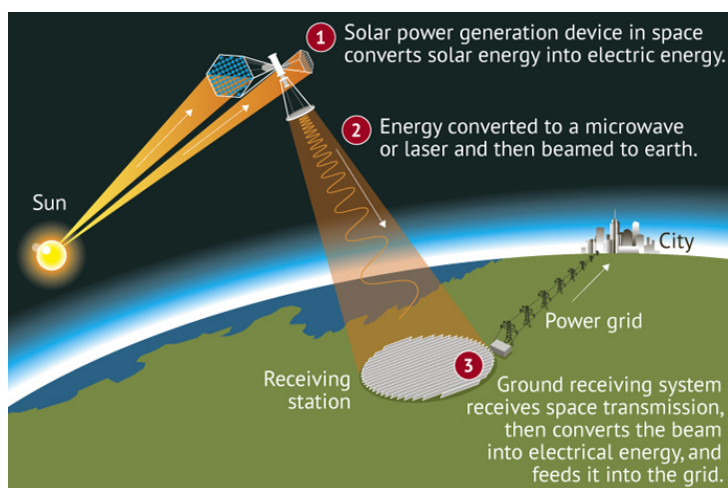 1 Solar power generation device in space
converts solar energy into electric energy.
2 Energy converted to a microwave
or laser and then beamed to earth.
Sun
City
Power grid
Receiving
station
3
Ground receiving system
receives space transmission,
then converts the beam
into electrical energy, and
feeds it into the grid.